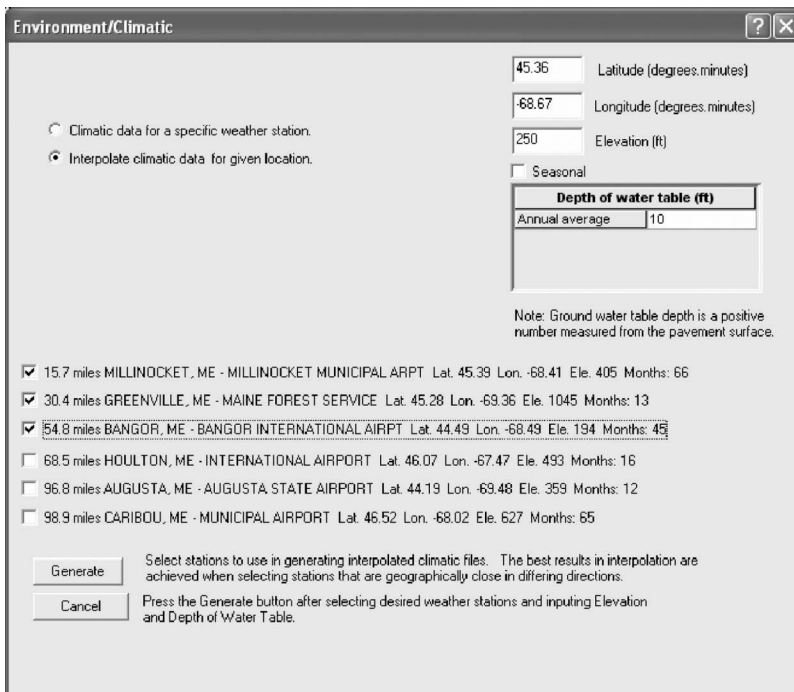 Environment/Climatic
45.36 Latitude (degrees.minutes)
-68.67 Longitude (degrees.minutes)
250 Elevation (ft)
Climatic data for a specific weather station.
Interpolate climatic data for given location.
Seasonal
Depth of water table (ft)
Annual average 10
Note: Ground water table depth is a positive
number measured from the pavement surface.
15.7 miles MILLINOCKET, ME - MILLINOCKET MUNICIPAL ARPT Lat. 45.39 Lon. -68.41 Ele. 405 Months: 66
30.4 miles GREENVILLE, ME - MAINE FOREST SERVICE Lat. 45.28 Lon. -69.36 Ele. 1045 Months: 13
54.8 miles BANGOR, ME - BANGOR INTERNATIONAL AIRPT Lat. 44.49 Lon. -68.49 Ele. 194 Months: 45
68.5 miles HOULTON, ME - INTERNATIONAL AIRPORT Lat. 46.07 Lon. -67.47 Ele. 493 Months: 16
96.8 miles AUGUSTA, ME - AUGUSTA STATE AIRPORT Lat. 44.19 Lon. -69.48 Ele. 359 Months: 12
98.9 miles CARIBOU, ME - MUNICIPAL AIRPORT Lat. 46.52 Lon. -68.02 Ele. 627 Months: 65
Generate
Select stations to use in generating interpolated climatic files. The best results in interpolation are
achieved when selecting stations that are geographically close in differing directions.
Cancel
Press the Generate button after selecting desired weather stations and inputing Elevation
and Depth of Water Table.